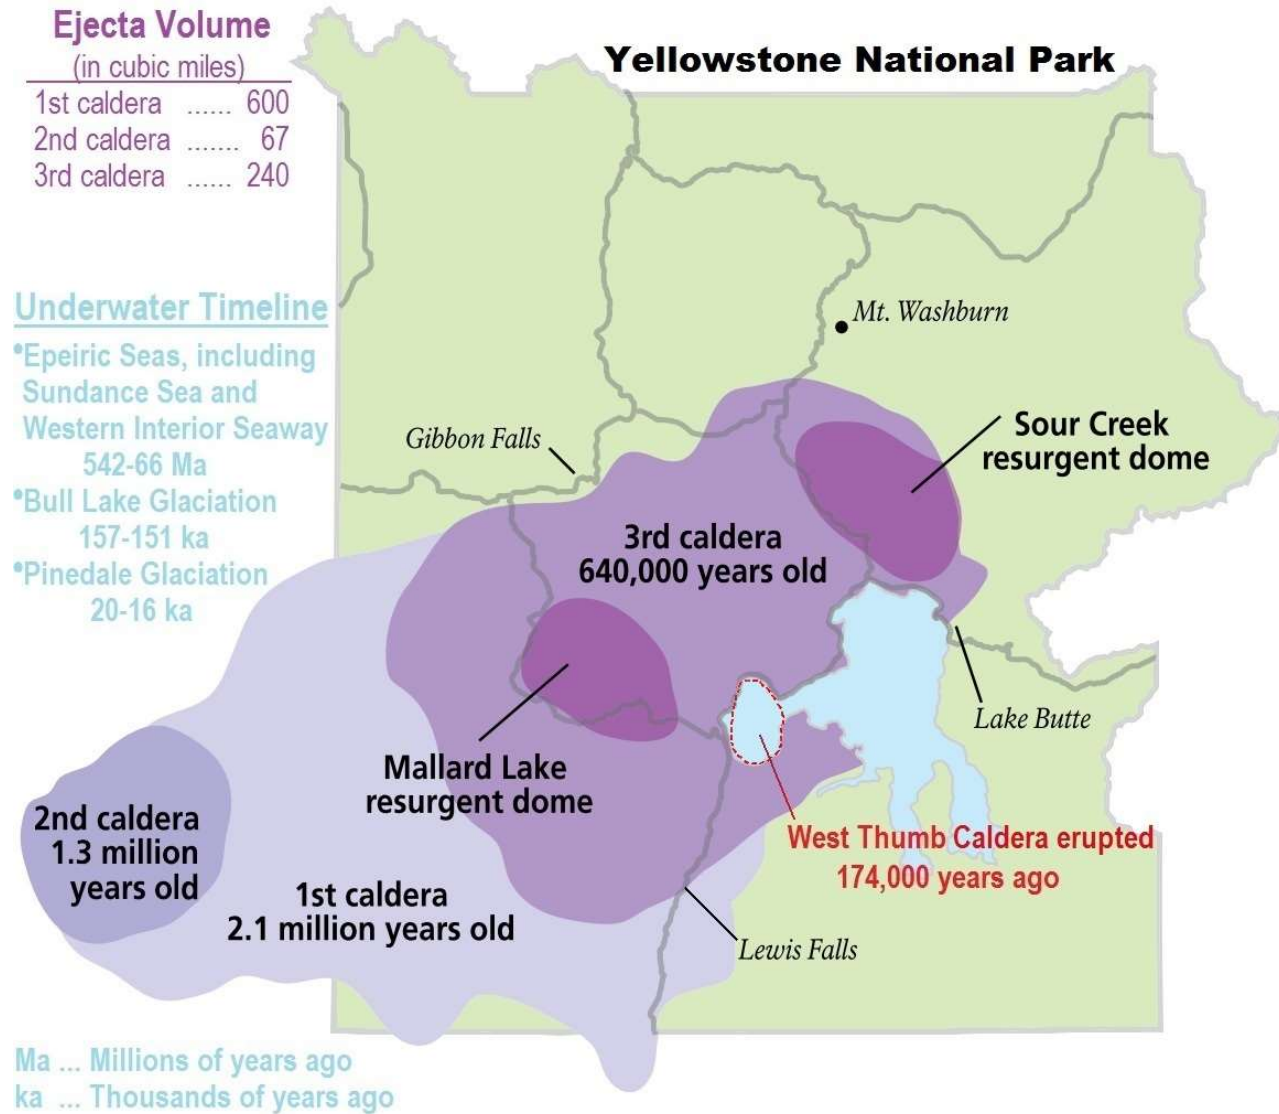 Ejecta Volume
(in cubic miles)
1st caldera ...... 600
2nd caldera ....... 67
3rd caldera ...... 240
Yellowstone National Park
Underwater Timeline
•Epeiric Seas, including
Sundance Sea and
Western Interior Seaway
542-66 Ma
•Bull Lake Glaciation
157-151 ka
•Pinedale Glaciation
20-16 ka
Mt. Washburn
Gibbon Falls
Sour Creek
resurgent dome
3rd caldera
640,000 years old
Lake Butte
Mallard Lake
resurgent dome
2nd caldera
1.3 million
years old
West Thumb Caldera erupted
174,000 years ago
1st caldera
2.1 million years old
Lewis Falls
Ma ... Millions of years ago
ka ... Thousands of years ago